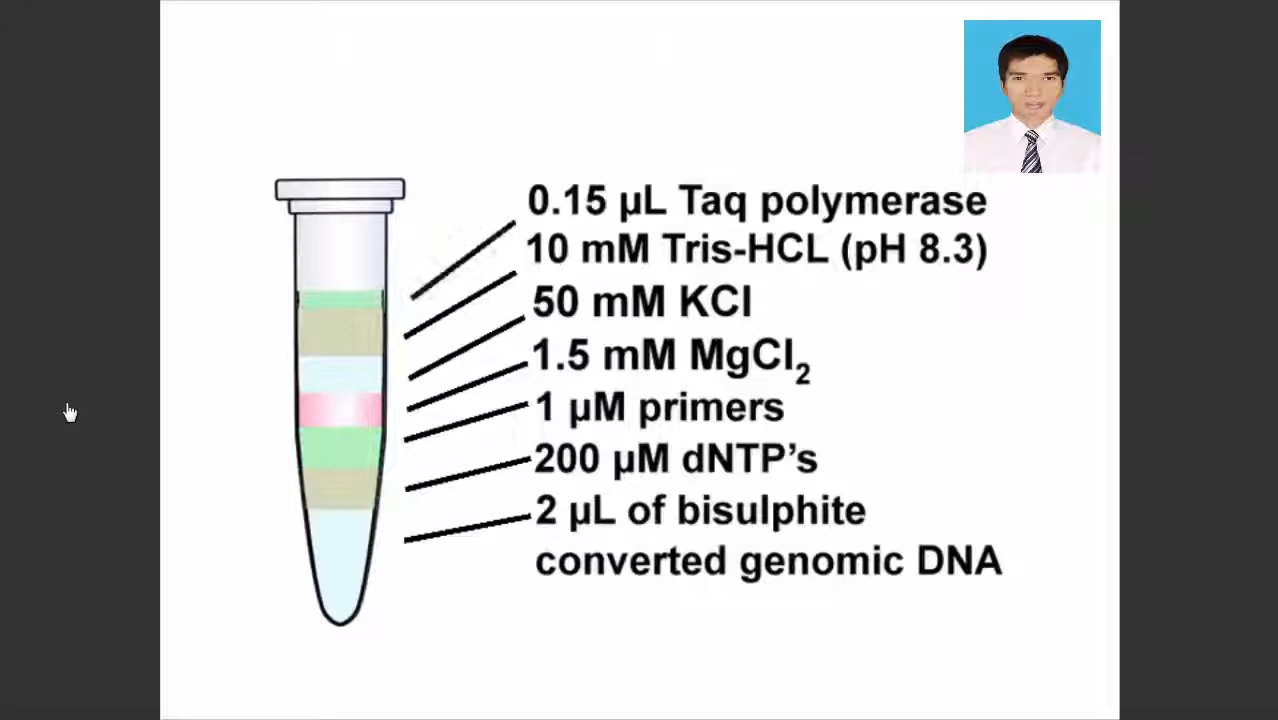 0.15 µL Taq polymerase
10 mM Tris-HCL (pH 8.3)
50 mM KCl
1.5 mM MgCl₂
1 µM primers
200 µM dNTP’s
2 µL of bisulphite
converted genomic DNA